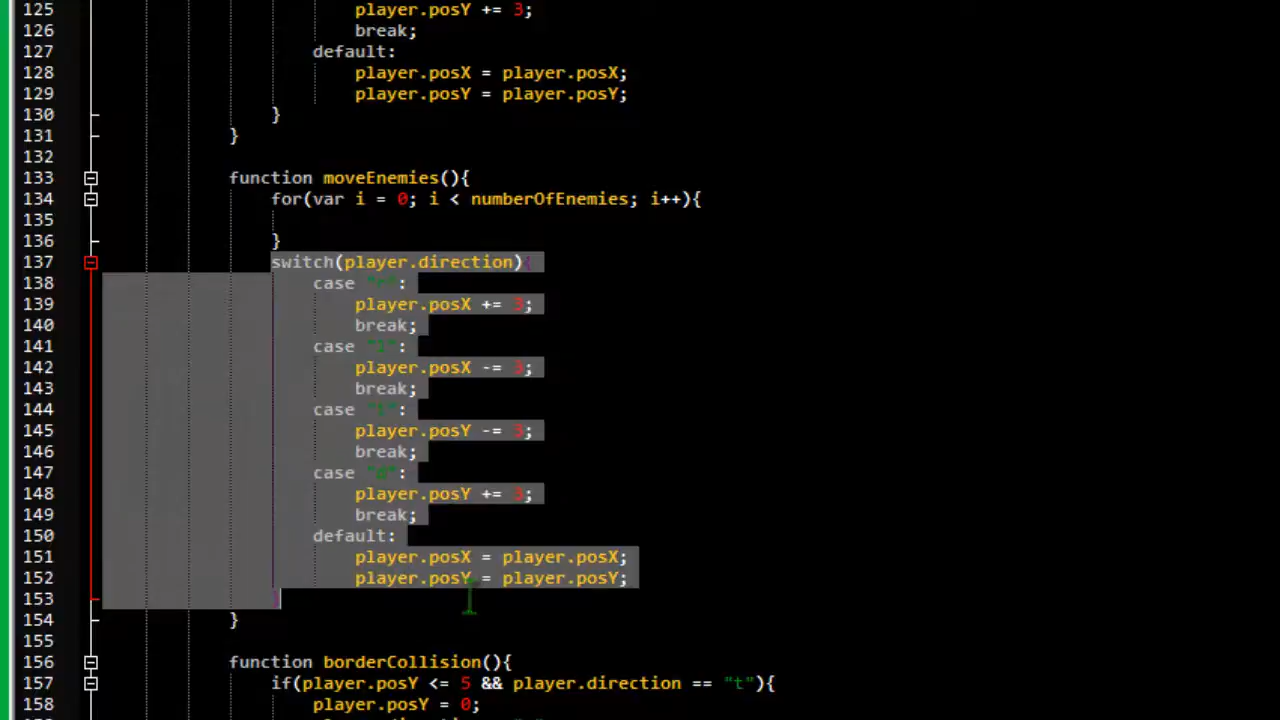 125 player.posY += 3;
126 break;
127 default:
128 player.posX = player.posX;
129 player.posY = player.posY;
130 }
131 }
132
133 function moveEnemies(){
134 for(var i = 0; i < numberOfEnemies; i++){
135
136 }
137 switch(player.direction){
138 case "r":
139 player.posX += 3;
140 break;
141 case "l":
142 player.posX -= 3;
143 break;
144 case "t":
145 player.posY -= 3;
146 break;
147 case "d":
148 player.posY += 3;
149 break;
150 default:
151 player.posX = player.posX;
152 player.posY = player.posY;
153 }
154 }
155
156 function borderCollision(){
157 if(player.posY <= 5 && player.direction == "t"){
158 player.posY = 0;